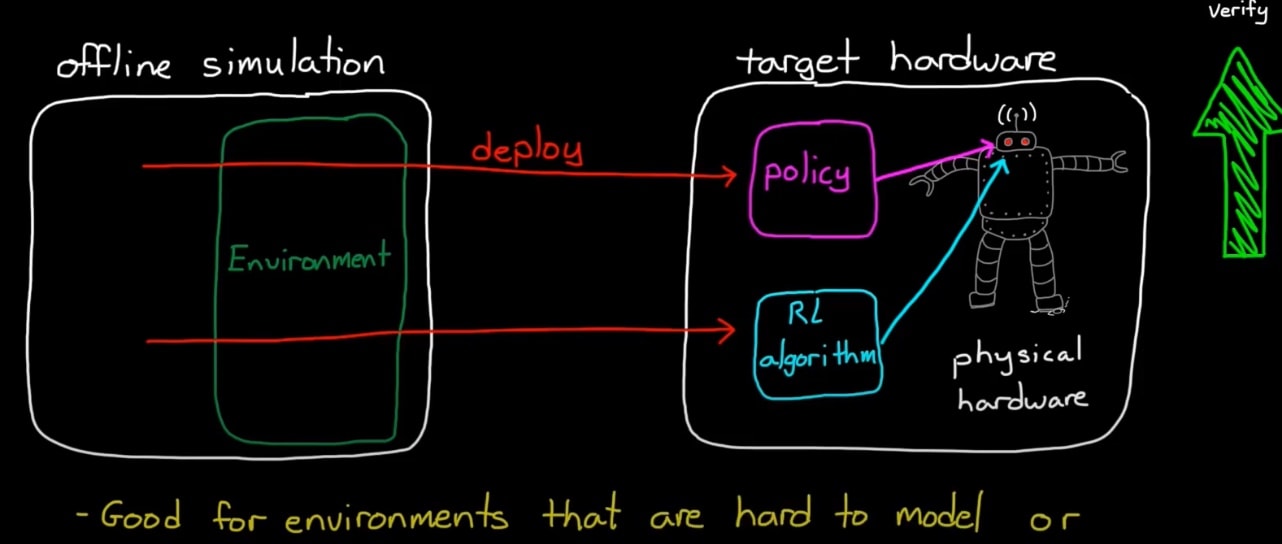 Verify
offline simulation
target hardware
deploy
policy
Environment
RL
algorithm
physical
hardware
- Good for environments that are hard to model or